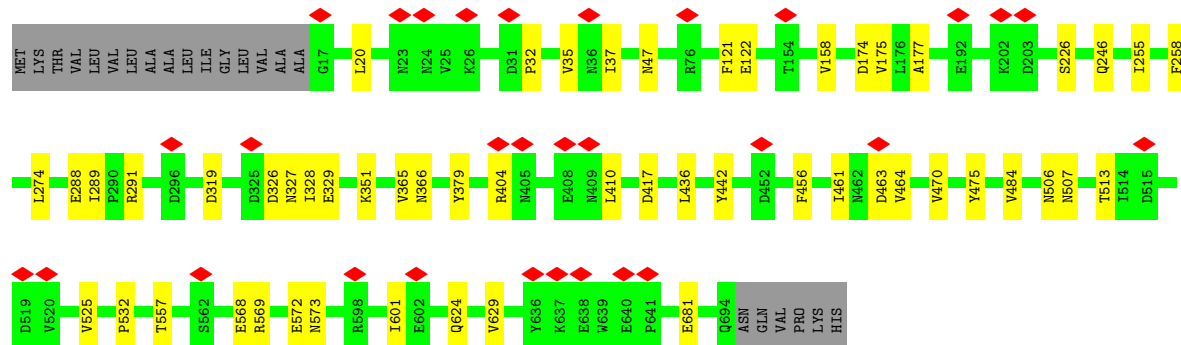 MET LYS THR VAL LEU VAL LEU ALA ALA LEU ILE GLY LEU VAL ALA ALA G17 L20 N23 N24 V25 K26 D31 P32 V35 N36 I37 N47 R76 F121 E122 T154 V158 D174 V175 L176 A177 E192 K202 D203 S226 Q246 I255 F258
L274 E288 I289 P290 R291 D296 D319 D325 D326 N327 I328 E329 K351 V365 N366 Y379 R404 N405 E408 N409 L410 D417 L436 Y442 D452 F456 I461 N462 D463 V464 V470 Y475 V484 N506 N507 T513 I514 D515
D519 V520 V525 P532 T557 S562 E568 R569 E572 N573 R598 I601 E602 Q624 V629 Y636 K637 E638 W639 E640 P641 E681 Q694 ASN GLN VAL PRO LYS HIS